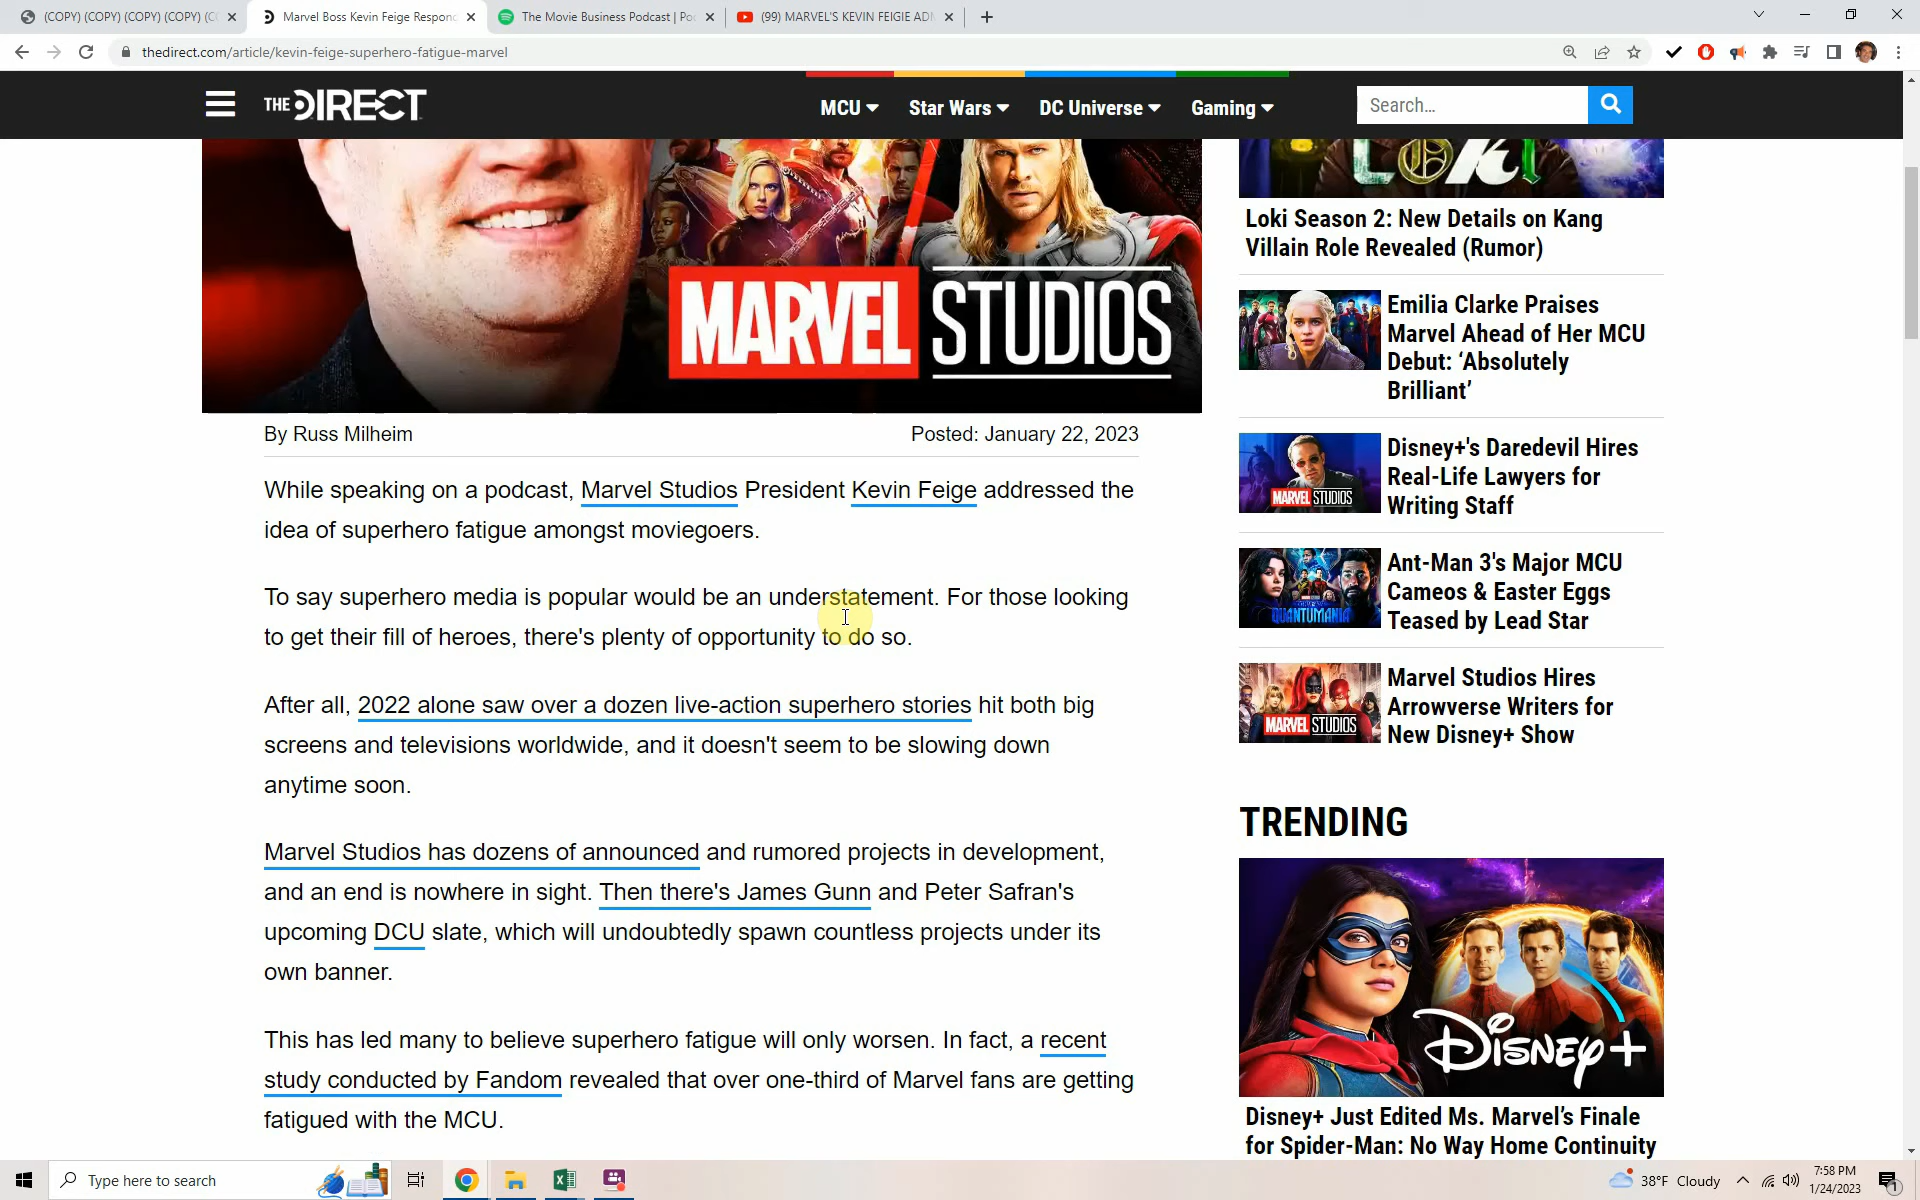 (COPY) (COPY) (COPY) (COPY) (C
Marvel Boss Kevin Feige Respon
The Movie Business Podcast | Po
(99) MARVEL'S KEVIN FEIGIE ADM
thedirect.com/article/kevin-feige-superhero-fatigue-marvel
THE DIRECT
MCU
Star Wars
DC Universe
Gaming
Search...
MARVEL STUDIOS
By Russ Milheim
Posted: January 22, 2023
While speaking on a podcast, Marvel Studios President Kevin Feige addressed the
idea of superhero fatigue amongst moviegoers.
To say superhero media is popular would be an understatement. For those looking
to get their fill of heroes, there's plenty of opportunity to do so.
After all, 2022 alone saw over a dozen live-action superhero stories hit both big
screens and televisions worldwide, and it doesn't seem to be slowing down
anytime soon.
Marvel Studios has dozens of announced and rumored projects in development,
and an end is nowhere in sight. Then there's James Gunn and Peter Safran's
upcoming DCU slate, which will undoubtedly spawn countless projects under its
own banner.
This has led many to believe superhero fatigue will only worsen. In fact, a recent
study conducted by Fandom revealed that over one-third of Marvel fans are getting
fatigued with the MCU.
LOKI
Loki Season 2: New Details on Kang
Villain Role Revealed (Rumor)
Emilia Clarke Praises
Marvel Ahead of Her MCU
Debut: ‘Absolutely
Brilliant’
MARVEL STUDIOS
Disney+'s Daredevil Hires
Real-Life Lawyers for
Writing Staff
QUANTUMANIA
Ant-Man 3's Major MCU
Cameos & Easter Eggs
Teased by Lead Star
MARVEL STUDIOS
Marvel Studios Hires
Arrowverse Writers for
New Disney+ Show
TRENDING
Disney+
Disney+ Just Edited Ms. Marvel’s Finale
for Spider-Man: No Way Home Continuity
Type here to search
38°F Cloudy
7:58 PM
1/24/2023
1